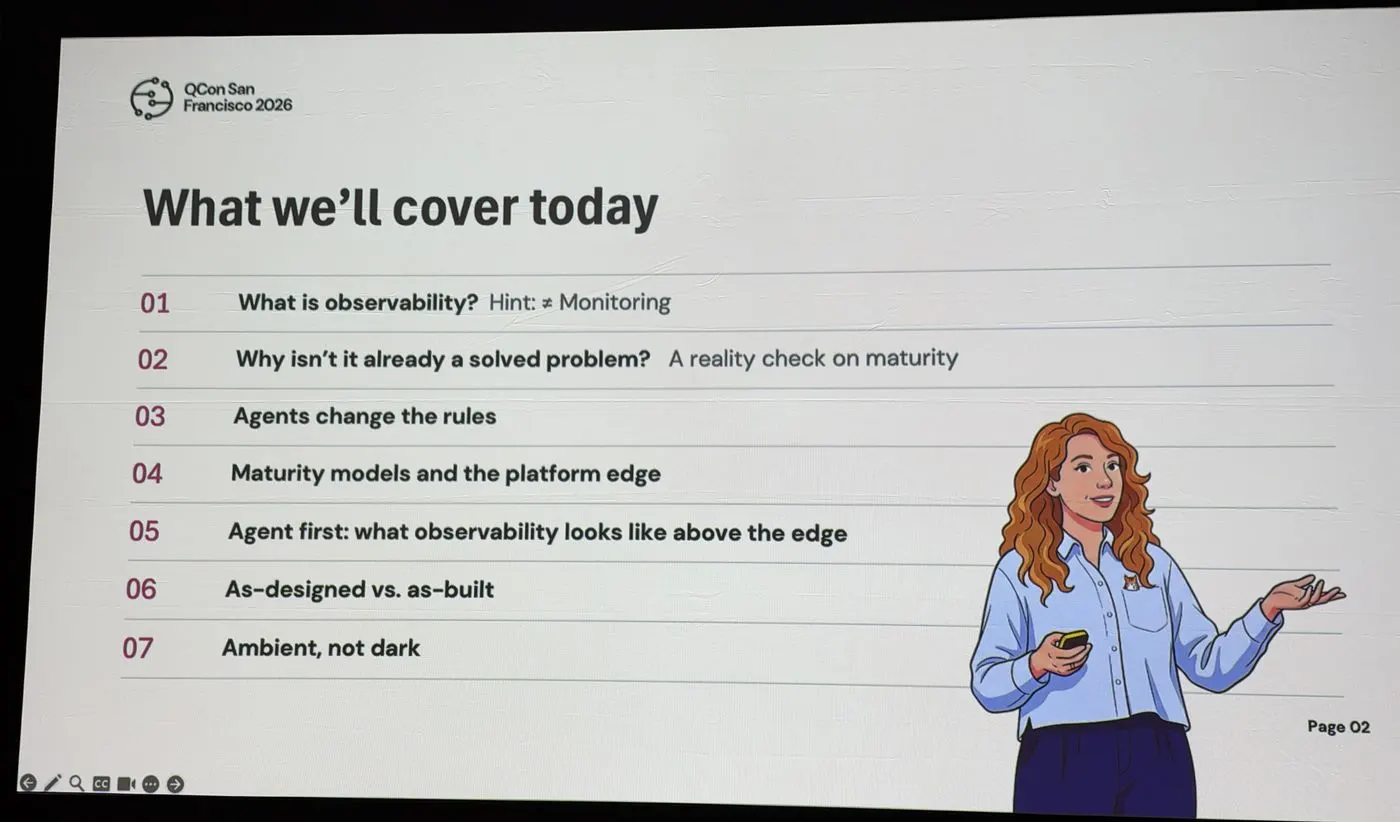 QCon San
Francisco 2026
What we’ll cover today
01 What is observability? Hint: ≠ Monitoring
02 Why isn’t it already a solved problem? A reality check on maturity
03 Agents change the rules
04 Maturity models and the platform edge
05 Agent first: what observability looks like above the edge
06 As-designed vs. as-built
07 Ambient, not dark
Page 02
CC